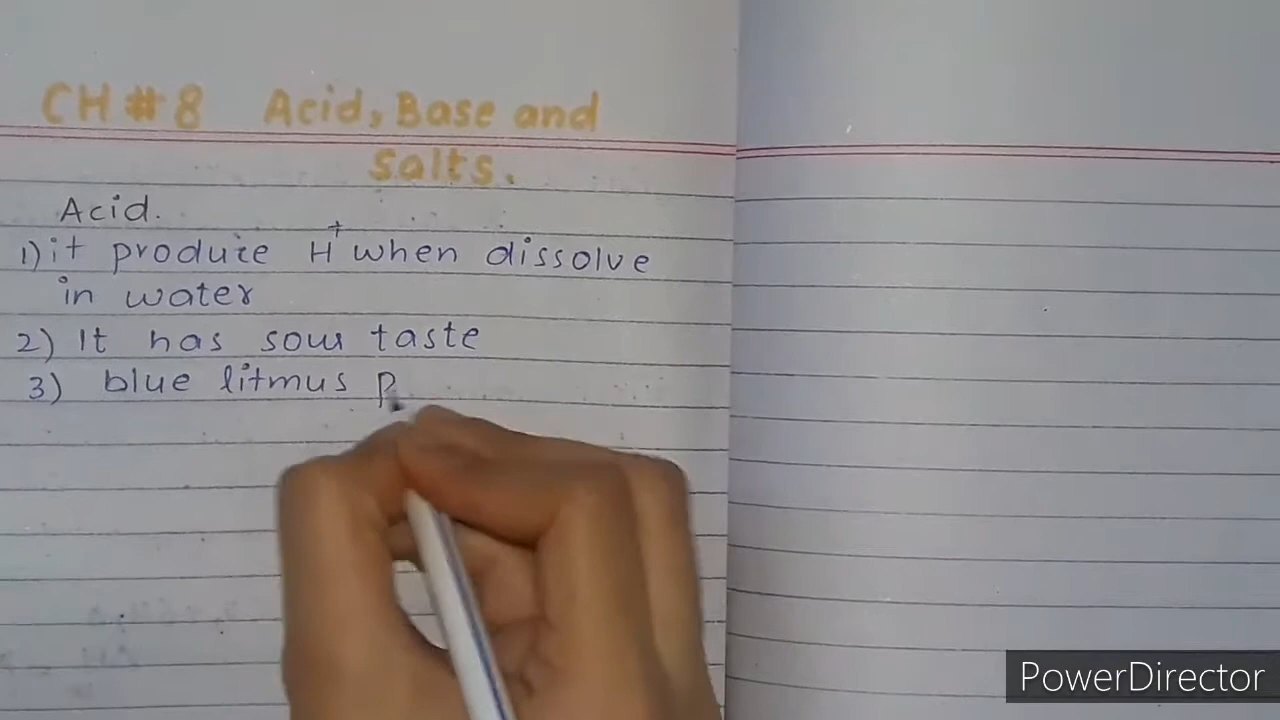 CH # 8 Acid, Base and
salts.
Acid.
1) it produce H+ when dissolve
in water
2) It has sour taste
3) blue litmus p
PowerDirector